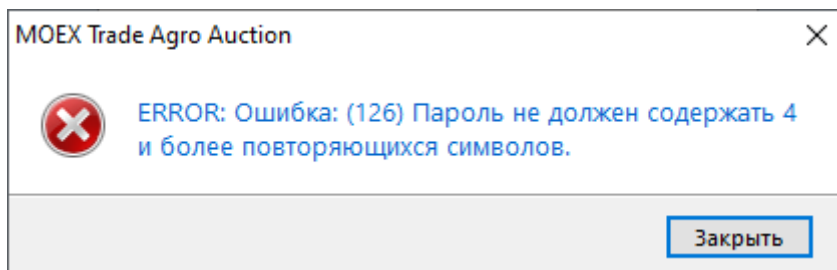 MOEX Trade Agro Auction
ERROR: Ошибка: (126) Пароль не должен содержать 4
и более повторяющихся символов.
Закрыть